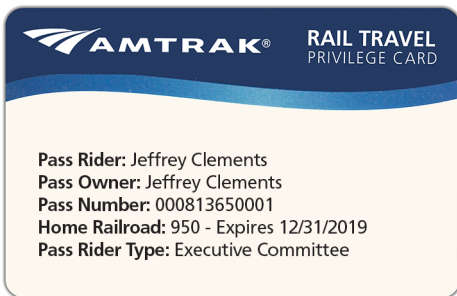 AMTRAK®
RAIL TRAVEL
PRIVILEGE CARD
Pass Rider: Jeffrey Clements
Pass Owner: Jeffrey Clements
Pass Number: 000813650001
Home Railroad: 950 - Expires 12/31/2019
Pass Rider Type: Executive Committee